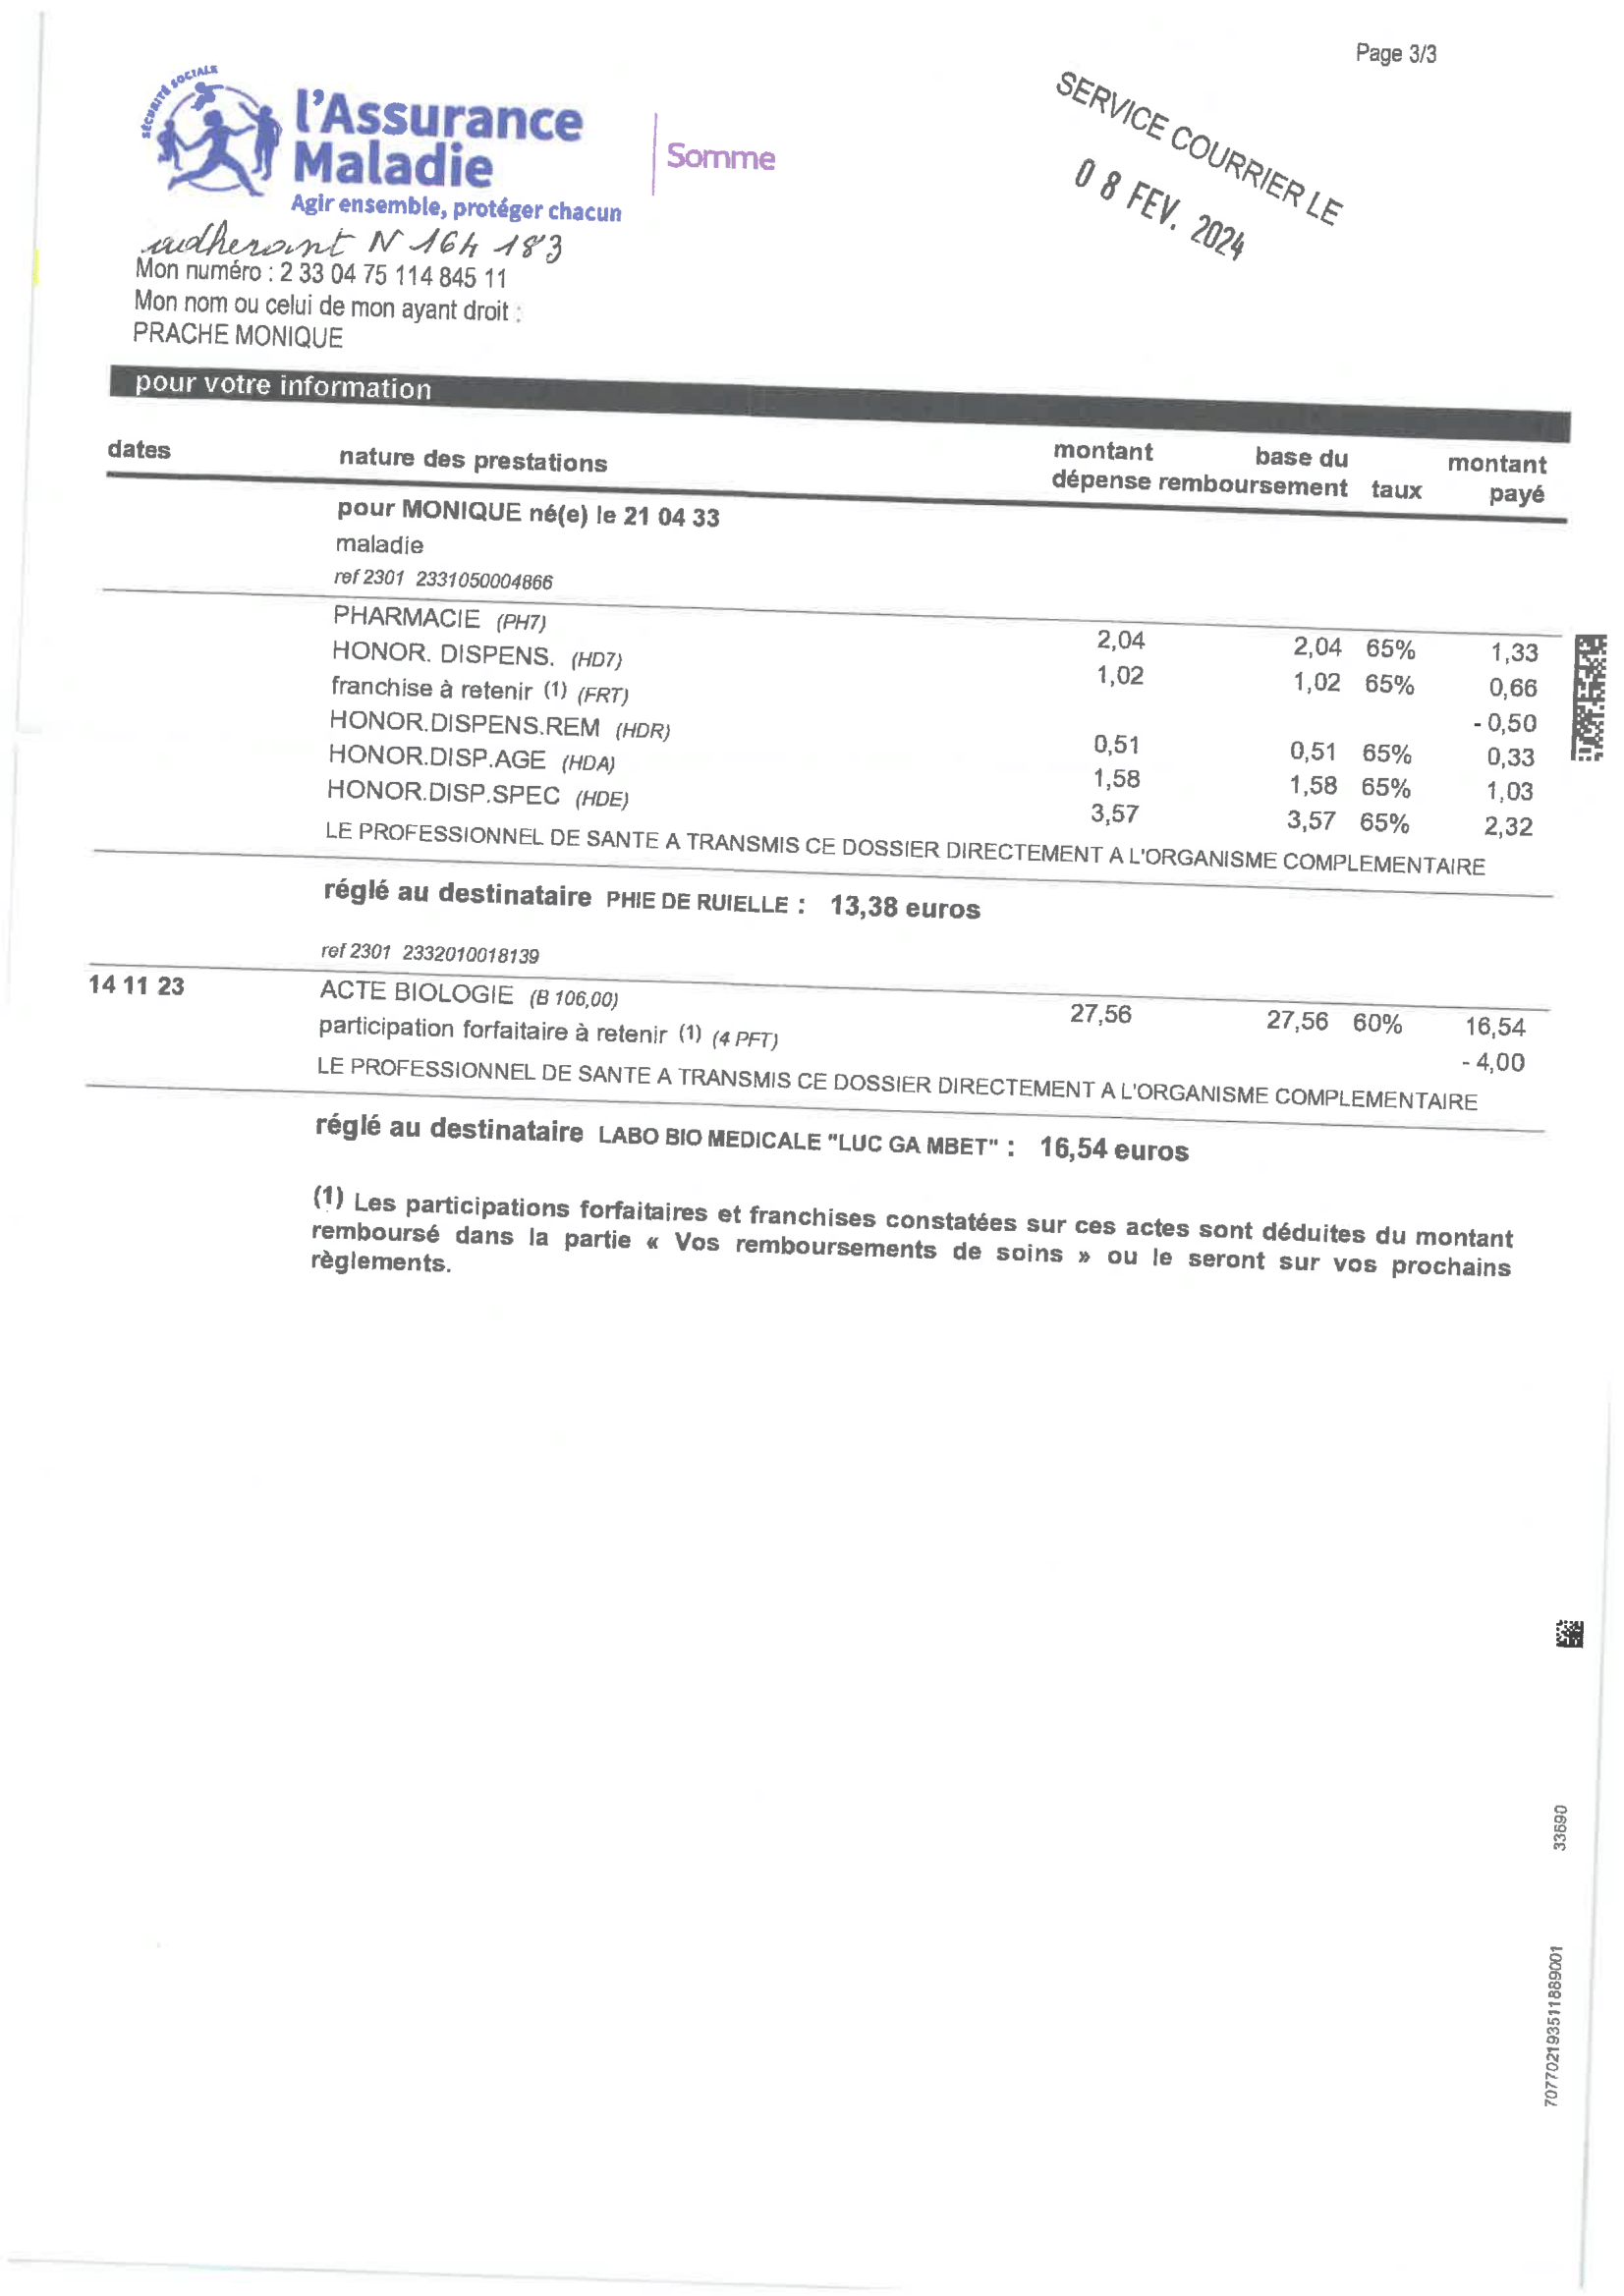 Page 3/3
SÉCURITÉ SOCIALE
l'Assurance
Maladie
Agir ensemble, protéger chacun
Somme
SERVICE COURRIER LE
0 8 FEV. 2024
adherant N 164 183
Mon numéro : 2 33 04 75 114 845 11
Mon nom ou celui de mon ayant droit :
PRACHE MONIQUE
pour votre information
dates nature des prestations montant dépense base du remboursement taux montant payé
pour MONIQUE né(e) le 21 04 33
maladie
ref 2301 2331050004866
PHARMACIE (PH7) 2,04 2,04 65% 1,33
HONOR. DISPENS. (HD7) 1,02 1,02 65% 0,66
franchise à retenir (1) (FRT) - 0,50
HONOR.DISPENS.REM (HDR) 0,51 0,51 65% 0,33
HONOR.DISP.AGE (HDA) 1,58 1,58 65% 1,03
HONOR.DISP.SPEC (HDE) 3,57 3,57 65% 2,32
LE PROFESSIONNEL DE SANTE A TRANSMIS CE DOSSIER DIRECTEMENT A L'ORGANISME COMPLEMENTAIRE
réglé au destinataire PHIE DE RUIELLE : 13,38 euros
ref 2301 2332010018139
14 11 23 ACTE BIOLOGIE (B 106,00) 27,56 27,56 60% 16,54
participation forfaitaire à retenir (1) (4 PFT) - 4,00
LE PROFESSIONNEL DE SANTE A TRANSMIS CE DOSSIER DIRECTEMENT A L'ORGANISME COMPLEMENTAIRE
réglé au destinataire LABO BIO MEDICALE "LUC GA MBET" : 16,54 euros
(1) Les participations forfaitaires et franchises constatées sur ces actes sont déduites du montant
remboursé dans la partie « Vos remboursements de soins » ou le seront sur vos prochains
règlements.
33690
707702193511889001